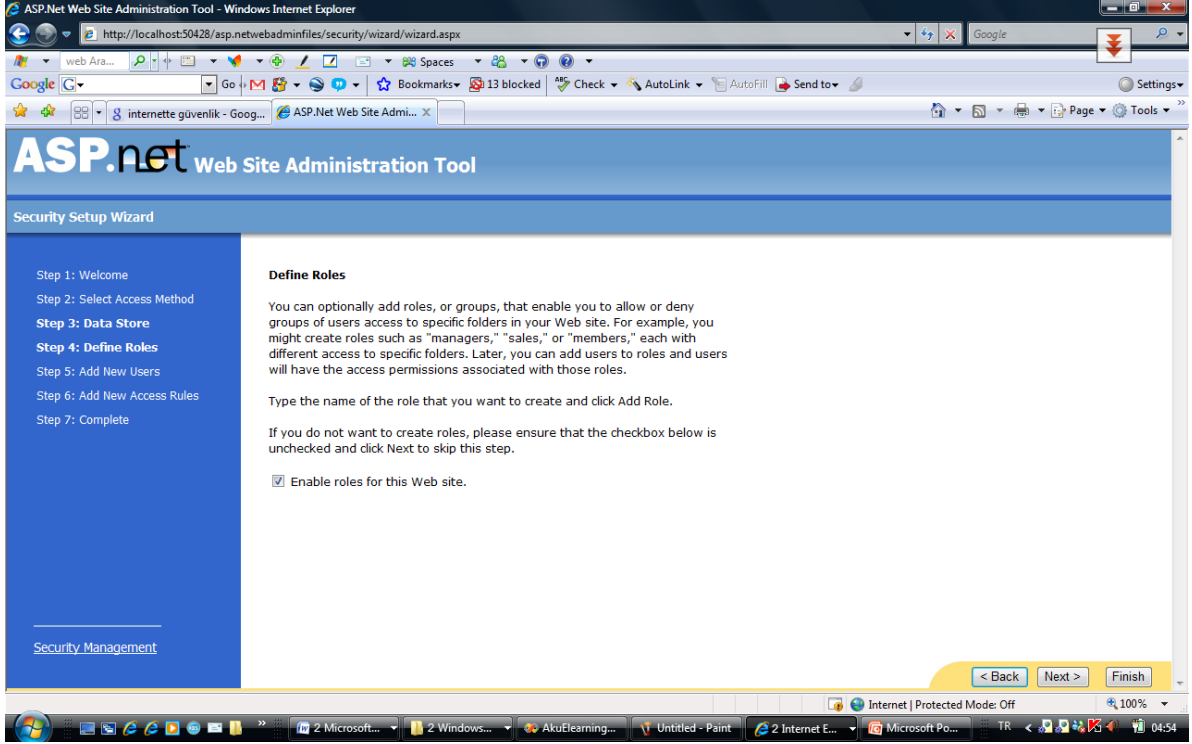 ASP.Net Web Site Administration Tool - Windows Internet Explorer
http://localhost:50428/asp.netwebadminfiles/security/wizard/wizard.aspx
Google
web Ara...
Spaces
Google G
Go
Bookmarks
13 blocked
ABC Check
AutoLink
AutoFill
Send to
Settings
internette güvenlik - Goog...
ASP.Net Web Site Admi... X
Page
Tools
ASP.net Web Site Administration Tool
Security Setup Wizard
Step 1: Welcome
Step 2: Select Access Method
Step 3: Data Store
Step 4: Define Roles
Step 5: Add New Users
Step 6: Add New Access Rules
Step 7: Complete
Security Management
Define Roles
You can optionally add roles, or groups, that enable you to allow or deny
groups of users access to specific folders in your Web site. For example, you
might create roles such as "managers," "sales," or "members," each with
different access to specific folders. Later, you can add users to roles and users
will have the access permissions associated with those roles.
Type the name of the role that you want to create and click Add Role.
If you do not want to create roles, please ensure that the checkbox below is
unchecked and click Next to skip this step.
Enable roles for this Web site.
< Back
Next >
Finish
Internet | Protected Mode: Off
100%
2 Microsoft...
2 Windows...
AkuElearning...
Untitled - Paint
2 Internet E...
Microsoft Po...
TR
04:54